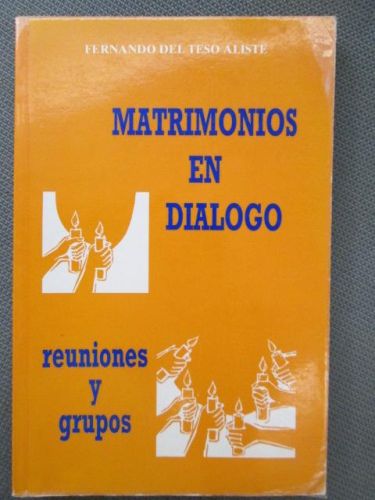 FERNANDO DEL TESO ALISTE
MATRIMONIOS
EN
DIALOGO
reuniones
y
grupos